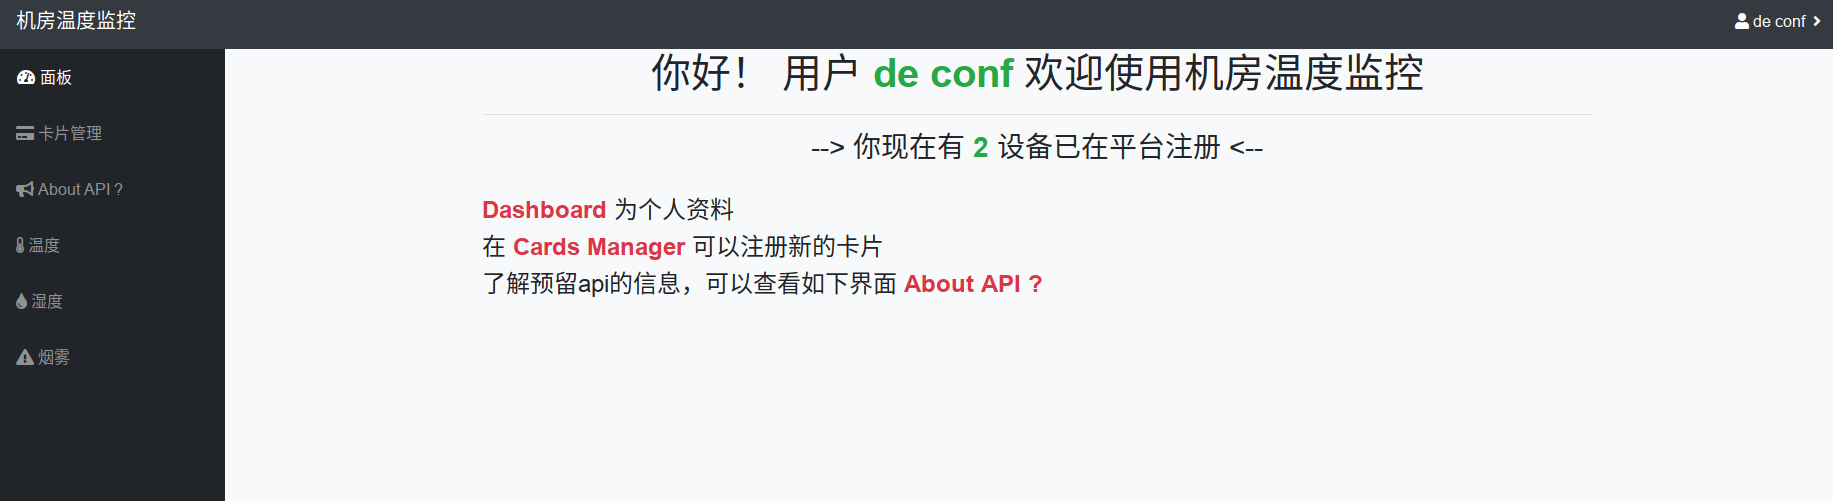 机房温度监控
de conf
面板
卡片管理
About API ?
温度
湿度
烟雾
你好！ 用户 de conf 欢迎使用机房温度监控
--> 你现在有 2 设备已在平台注册 <--
Dashboard 为个人资料
在 Cards Manager 可以注册新的卡片
了解预留api的信息，可以查看如下界面 About API ?